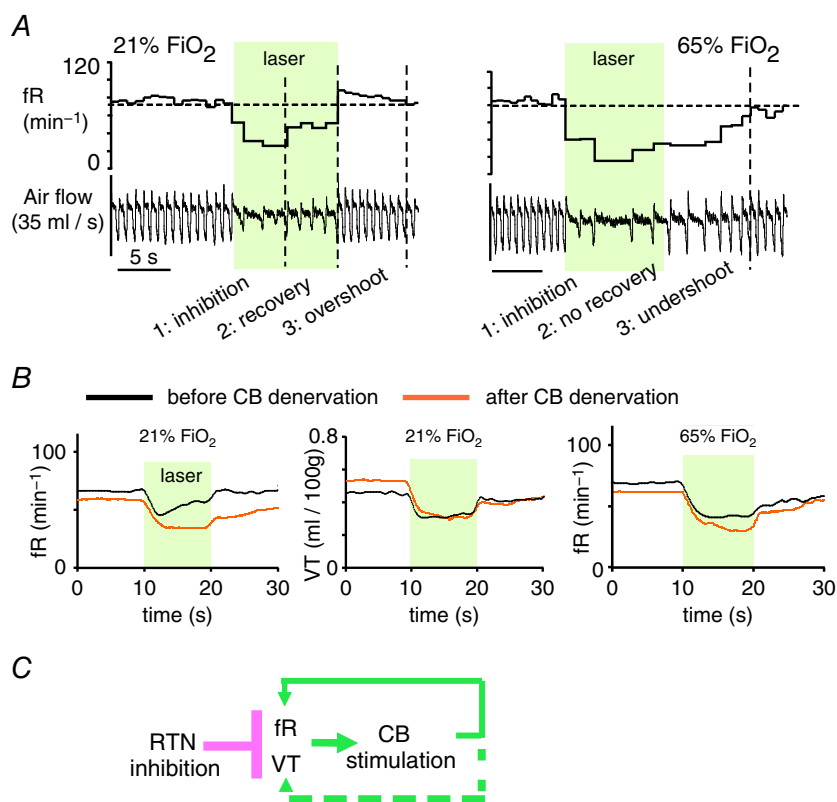 A
21% FiO2
65% FiO2
laser
laser
120
fR
(min–1)
0
Air flow
(35 ml / s)
5 s
1: inhibition
2: recovery
3: overshoot
1: inhibition
2: no recovery
3: undershoot
B
before CB denervation
after CB denervation
21% FiO2
21% FiO2
65% FiO2
laser
100
fR (min–1)
0
0 10 20 30
time (s)
0.8
VT (ml / 100g)
0
0 10 20 30
time (s)
100
fR (min–1)
0
0 10 20 30
time (s)
C
RTN
inhibition
fR
VT
CB
stimulation